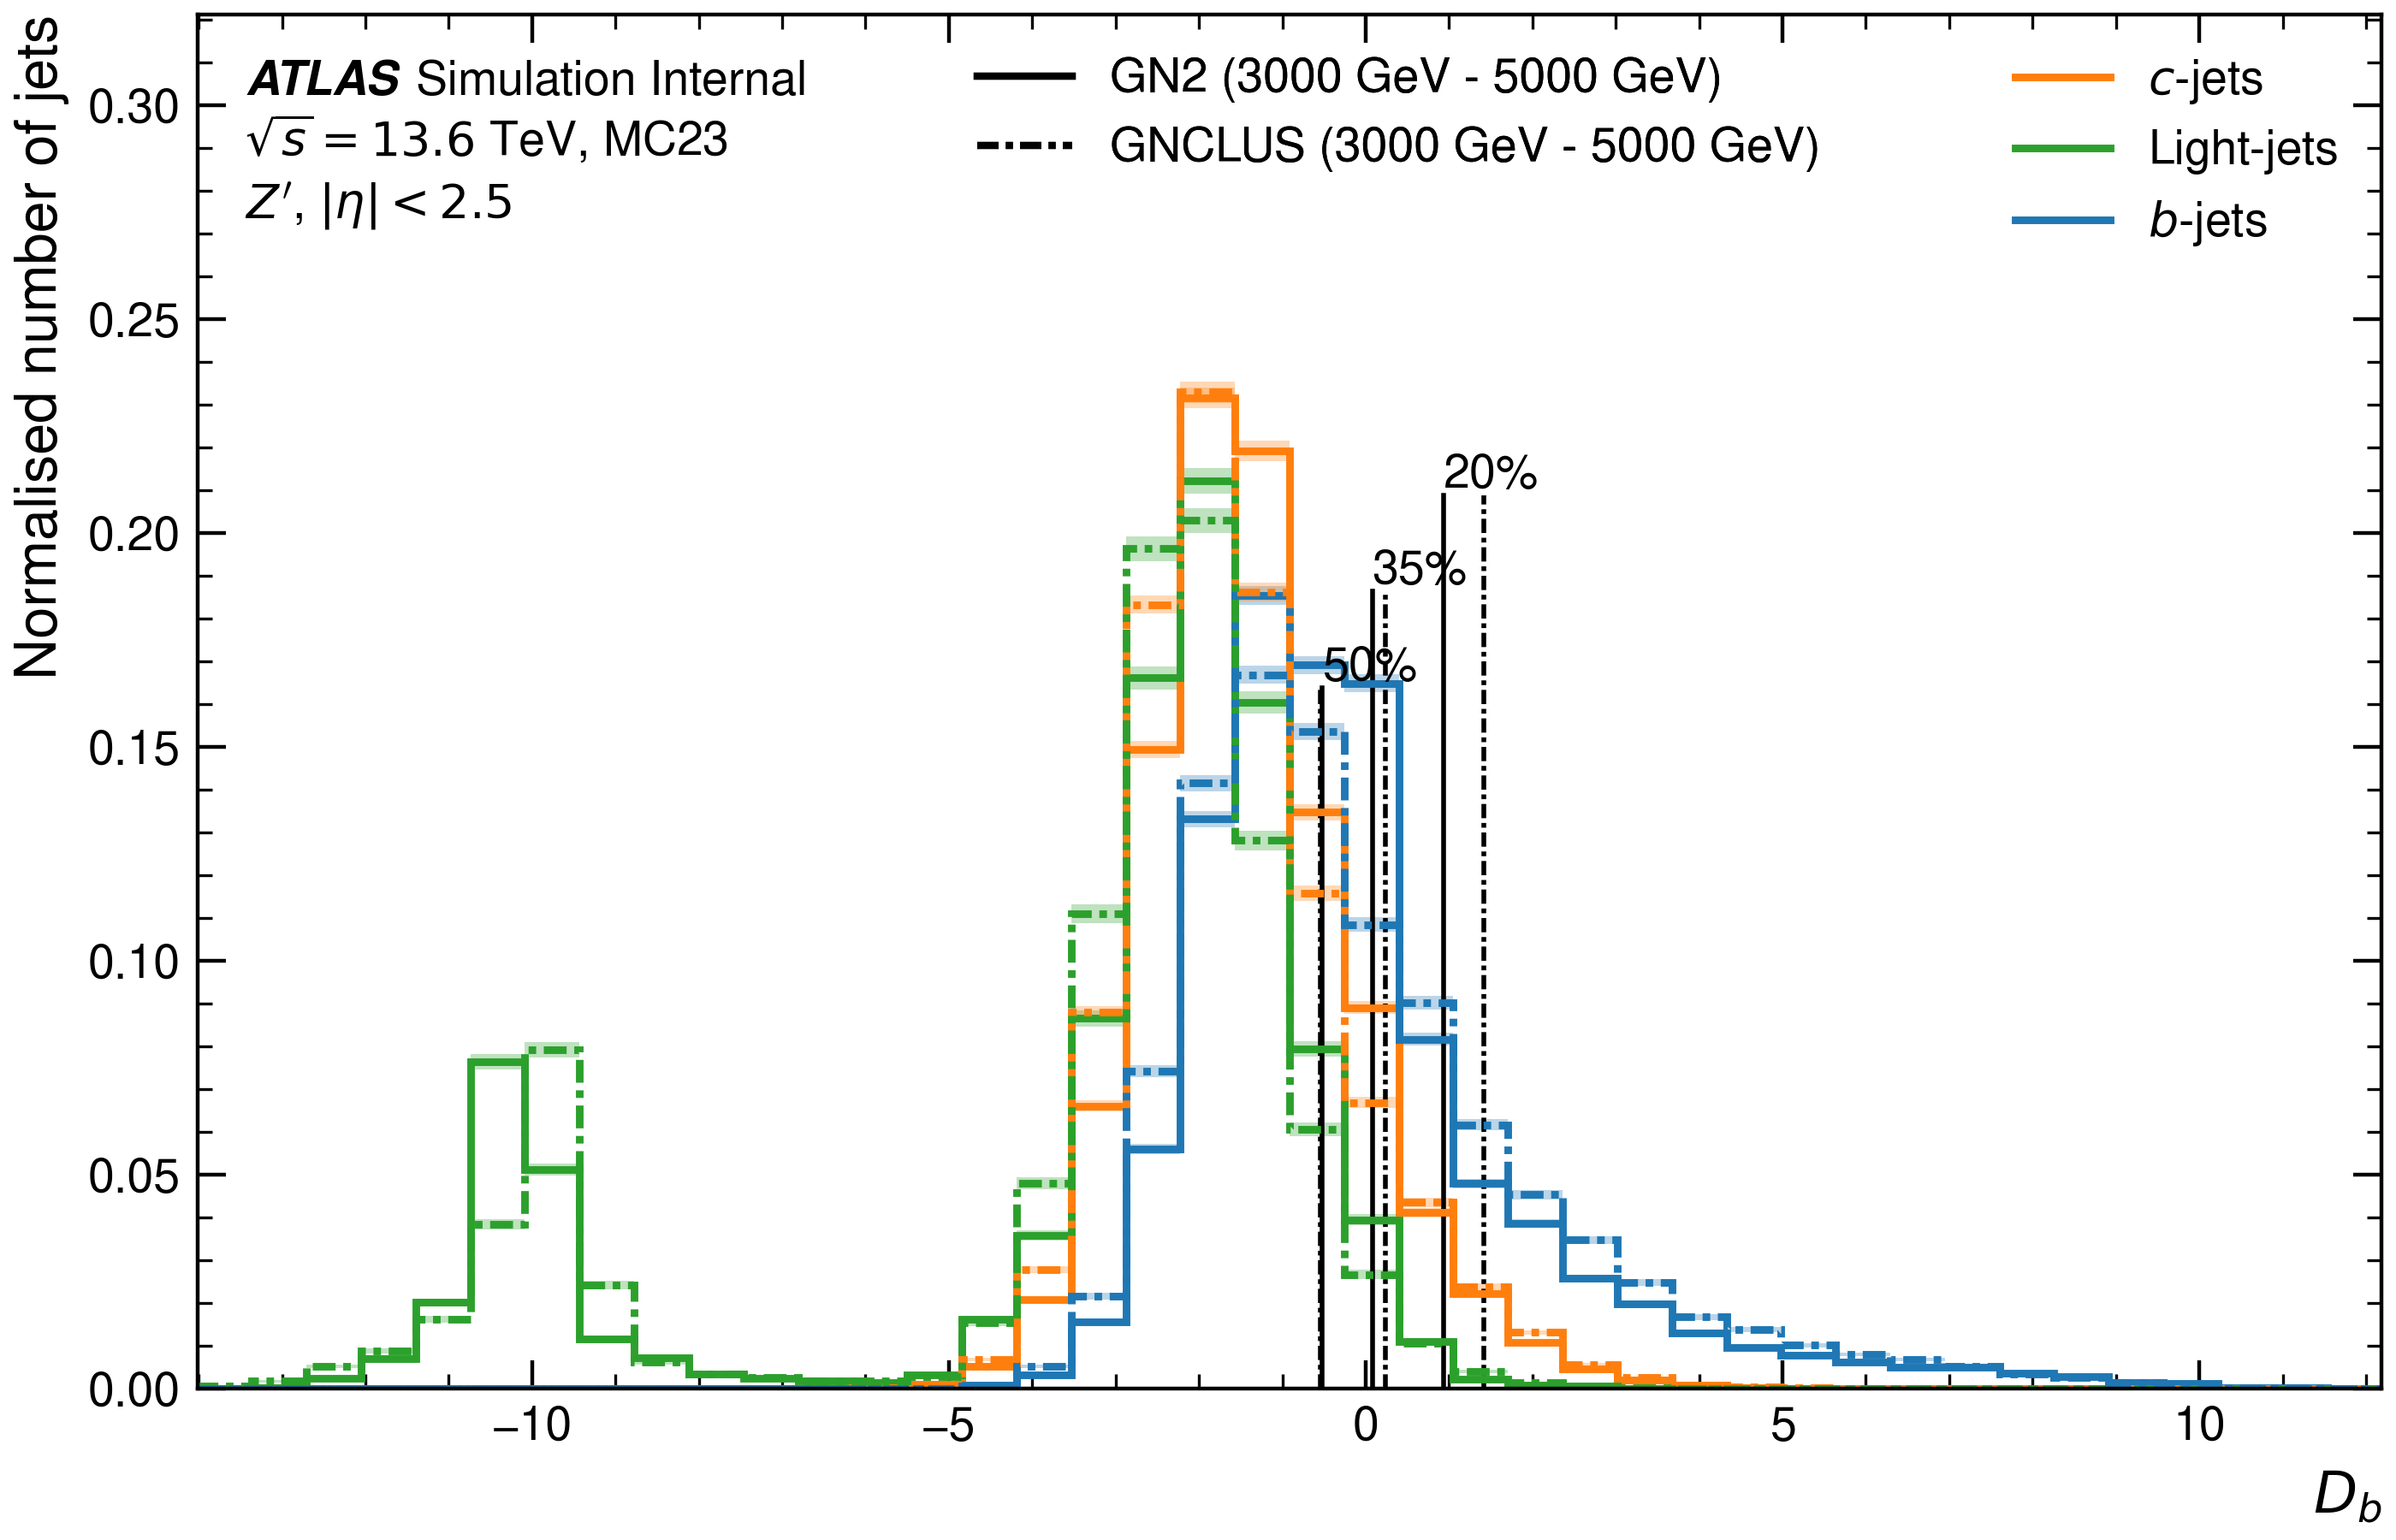 Normalised number of jets
ATLAS Simulation Internal
√s = 13.6 TeV, MC23
Z′, |η| < 2.5
GN2 (3000 GeV - 5000 GeV)
GNCLUS (3000 GeV - 5000 GeV)
c-jets
Light-jets
b-jets
0.30
0.25
0.20
0.15
0.10
0.05
0.00
20%
35%
50%
−10
−5
0
5
10
D_b